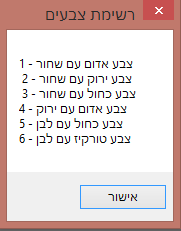 רשימת צבעים
1 - צבע אדום עם שחור
2 - צבע ירוק עם שחור
3 - צבע כחול עם שחור
4 - צבע אדום עם ירוק
5 - צבע כחול עם לבן
6 - צבע טורקיז עם לבן
אישור